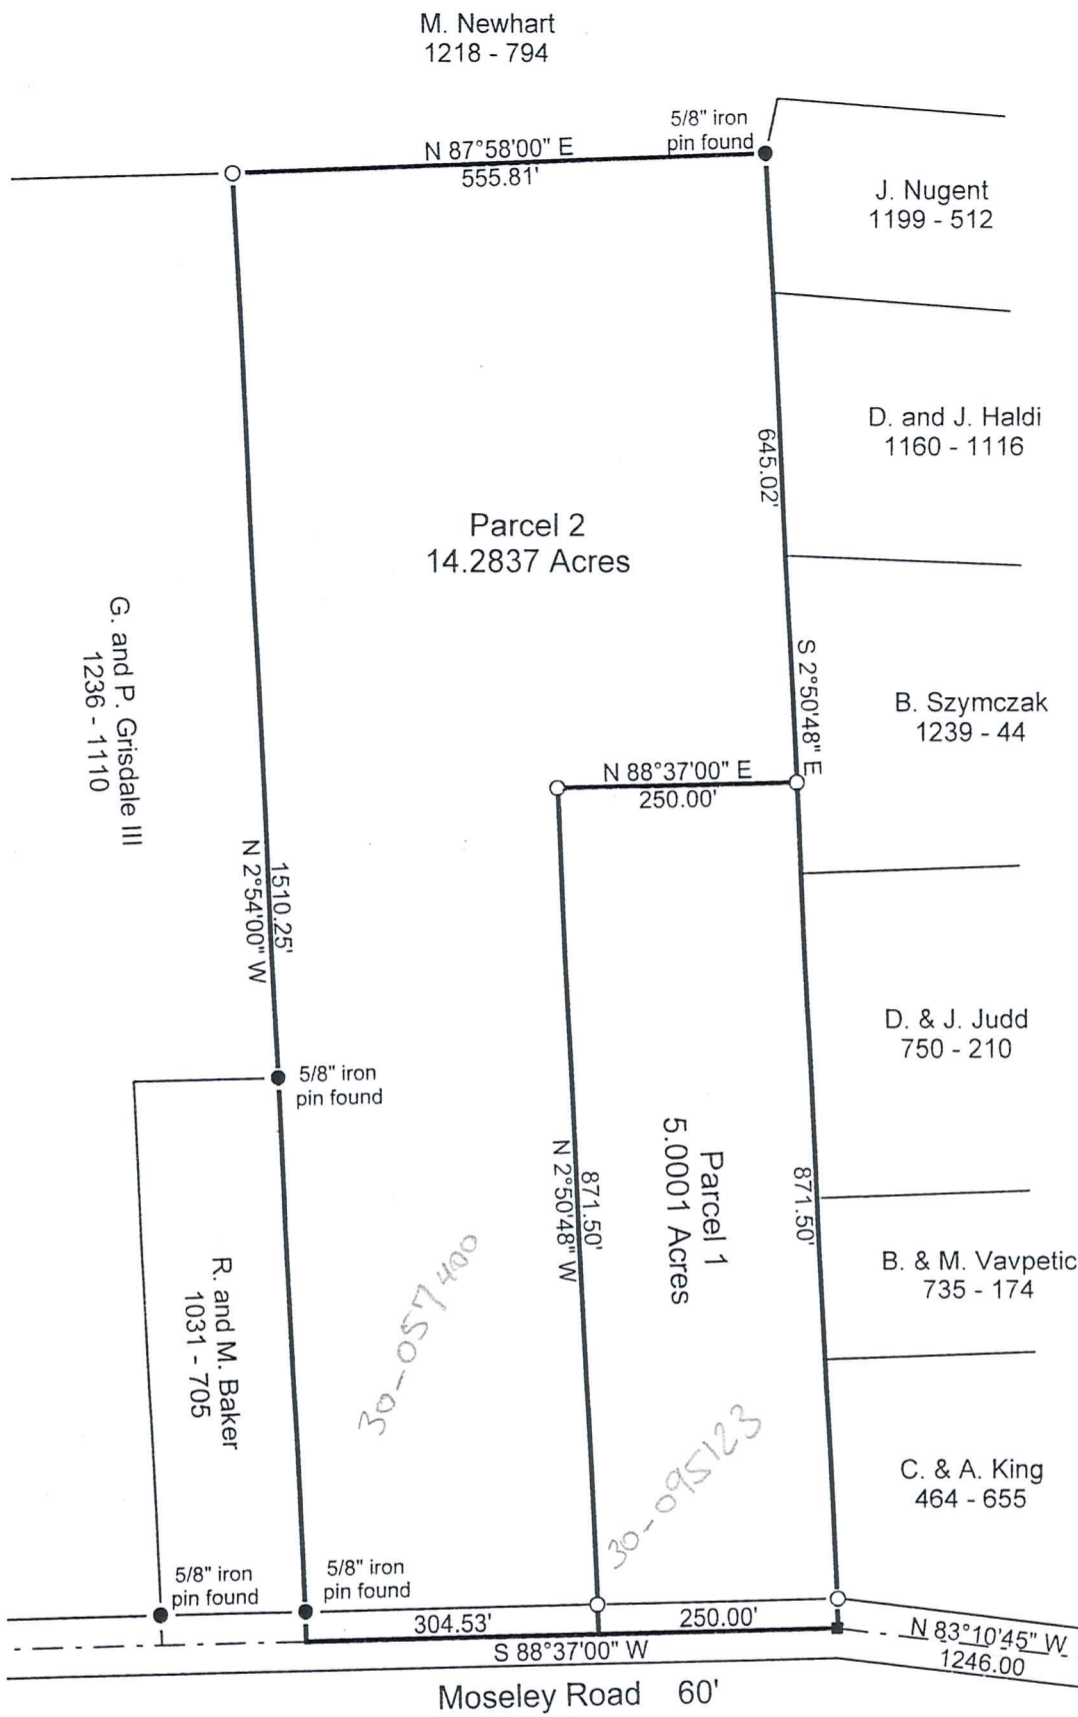 M. Newhart
1218 - 794
5/8" iron
pin found
N 87°58'00" E
555.81'
J. Nugent
1199 - 512
D. and J. Haldi
1160 - 1116
645.02'
Parcel 2
14.2837 Acres
G. and P. Grisdale III
1236 - 1110
S 2°50'48" E
B. Szymczak
1239 - 44
N 88°37'00" E
250.00'
1510.25'
N 2°54'00" W
D. & J. Judd
750 - 210
5/8" iron
pin found
Parcel 1
5.0001 Acres
871.50'
N 2°50'48" W
871.50'
B. & M. Vavpetic
735 - 174
R. and M. Baker
1031 - 705
30-057400
30-095123
C. & A. King
464 - 655
5/8" iron
pin found
5/8" iron
pin found
304.53'
250.00'
S 88°37'00" W
N 83°10'45" W
1246.00
Moseley Road 60'